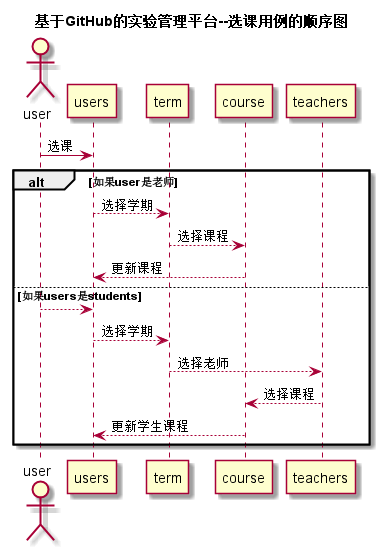 基于GitHub的实验管理平台--选课用例的顺序图
user users term course teachers
选课
alt [如果user是老师]
选择学期
选择课程
更新课程
[如果users是students]
选择学期
选择老师
选择课程
更新学生课程
user users term course teachers